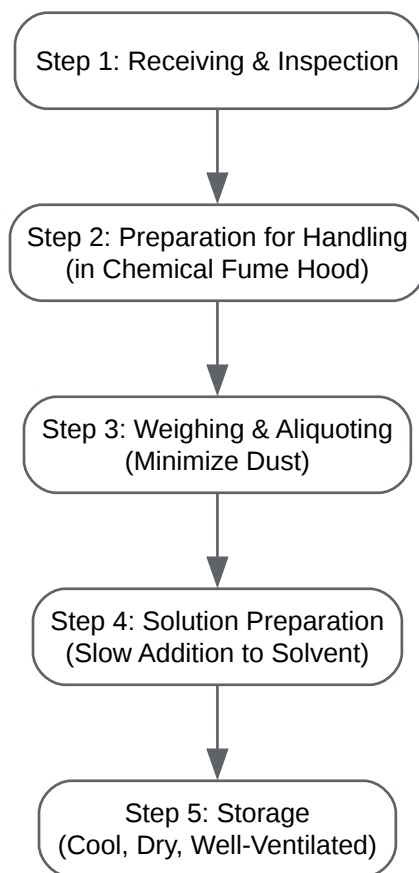 Step 1: Receiving & Inspection
Step 2: Preparation for Handling
(in Chemical Fume Hood)
Step 3: Weighing & Aliquoting
(Minimize Dust)
Step 4: Solution Preparation
(Slow Addition to Solvent)
Step 5: Storage
(Cool, Dry, Well-Ventilated)